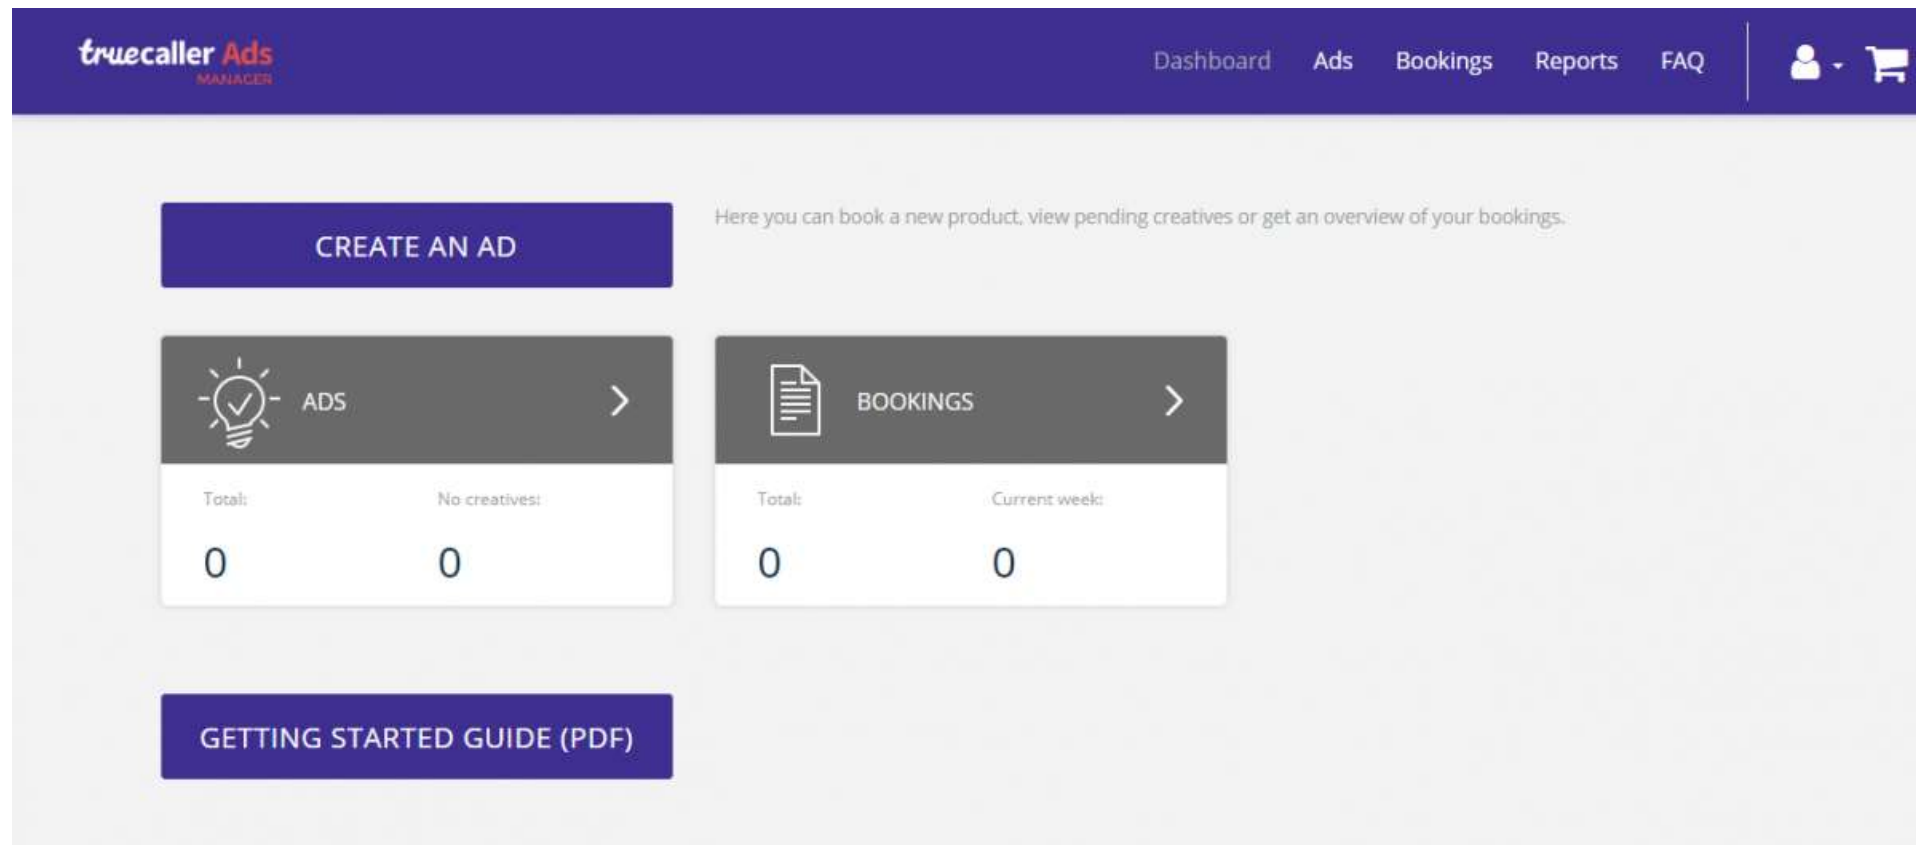 truecaller Ads
MANAGER
Dashboard Ads Bookings Reports FAQ
CREATE AN AD
Here you can book a new product, view pending creatives or get an overview of your bookings.
ADS
BOOKINGS
Total: No creatives:
0 0
Total: Current week:
0 0
GETTING STARTED GUIDE (PDF)